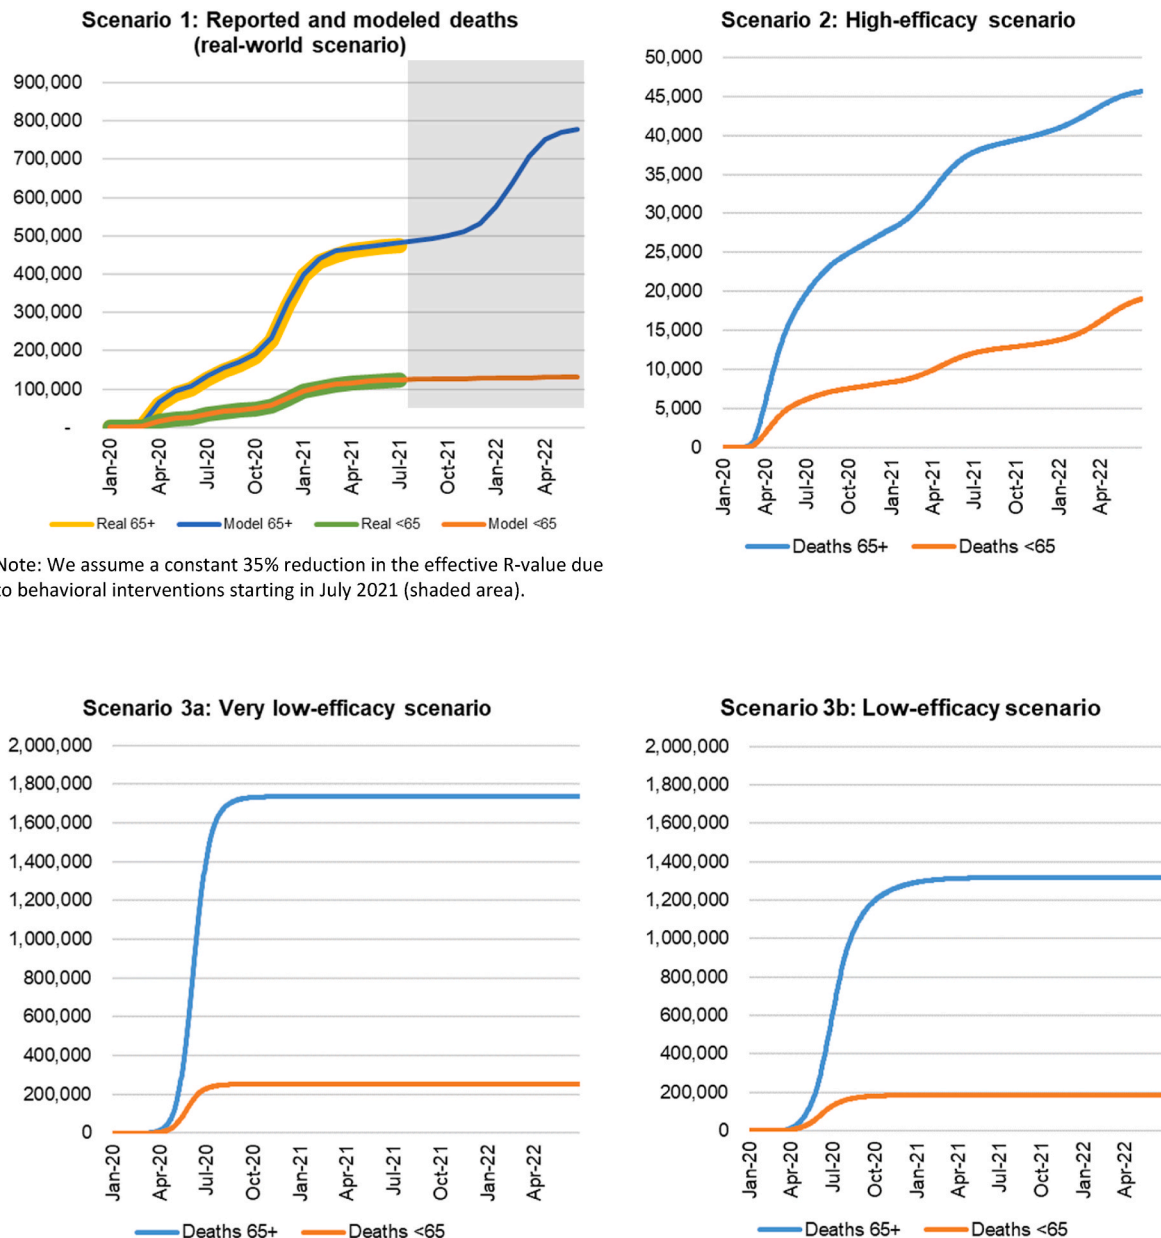 Scenario 1: Reported and modeled deaths
(real-world scenario)
900,000
800,000
700,000
600,000
500,000
400,000
300,000
200,000
100,000
-
Jan-20 Apr-20 Jul-20 Oct-20 Jan-21 Apr-21 Jul-21 Oct-21 Jan-22 Apr-22
Real 65+ Model 65+ Real <65 Model <65
Note: We assume a constant 35% reduction in the effective R-value due
to behavioral interventions starting in July 2021 (shaded area).
Scenario 2: High-efficacy scenario
50,000
45,000
40,000
35,000
30,000
25,000
20,000
15,000
10,000
5,000
0
Jan-20 Apr-20 Jul-20 Oct-20 Jan-21 Apr-21 Jul-21 Oct-21 Jan-22 Apr-22
Deaths 65+ Deaths <65
Scenario 3a: Very low-efficacy scenario
2,000,000
1,800,000
1,600,000
1,400,000
1,200,000
1,000,000
800,000
600,000
400,000
200,000
0
Jan-20 Apr-20 Jul-20 Oct-20 Jan-21 Apr-21 Jul-21 Oct-21 Jan-22 Apr-22
Deaths 65+ Deaths <65
Scenario 3b: Low-efficacy scenario
2,000,000
1,800,000
1,600,000
1,400,000
1,200,000
1,000,000
800,000
600,000
400,000
200,000
0
Jan-20 Apr-20 Jul-20 Oct-20 Jan-21 Apr-21 Jul-21 Oct-21 Jan-22 Apr-22
Deaths 65+ Deaths <65